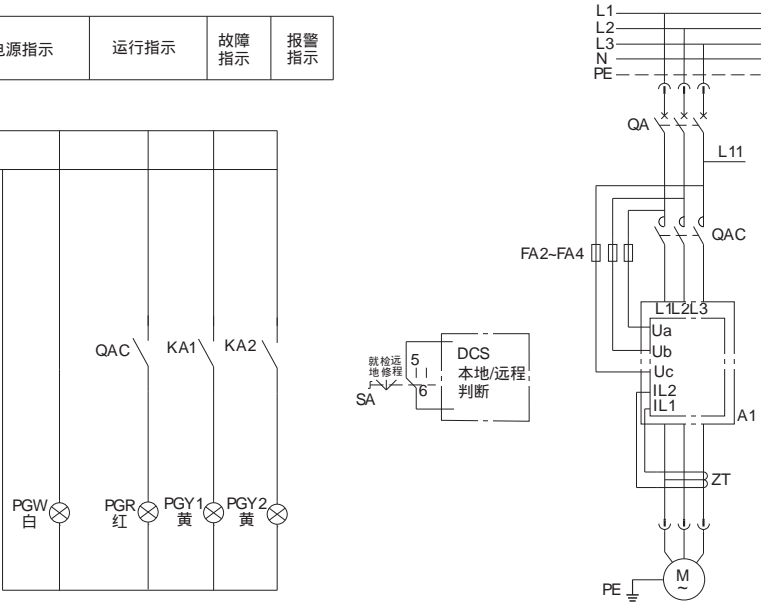 源指示
运行指示
故障
指示
报警
指示
QAC
KA1
KA2
PGW
白
PGR
红
PGY1
黄
PGY2
黄
就检远
地修程
SA
5
6
DCS
本地/远程
判断
L1
L2
L3
N
PE
QA
L11
QAC
FA2~FA4
L1L2L3
Ua
Ub
Uc
IL2
IL1
A1
ZT
M
~
PE